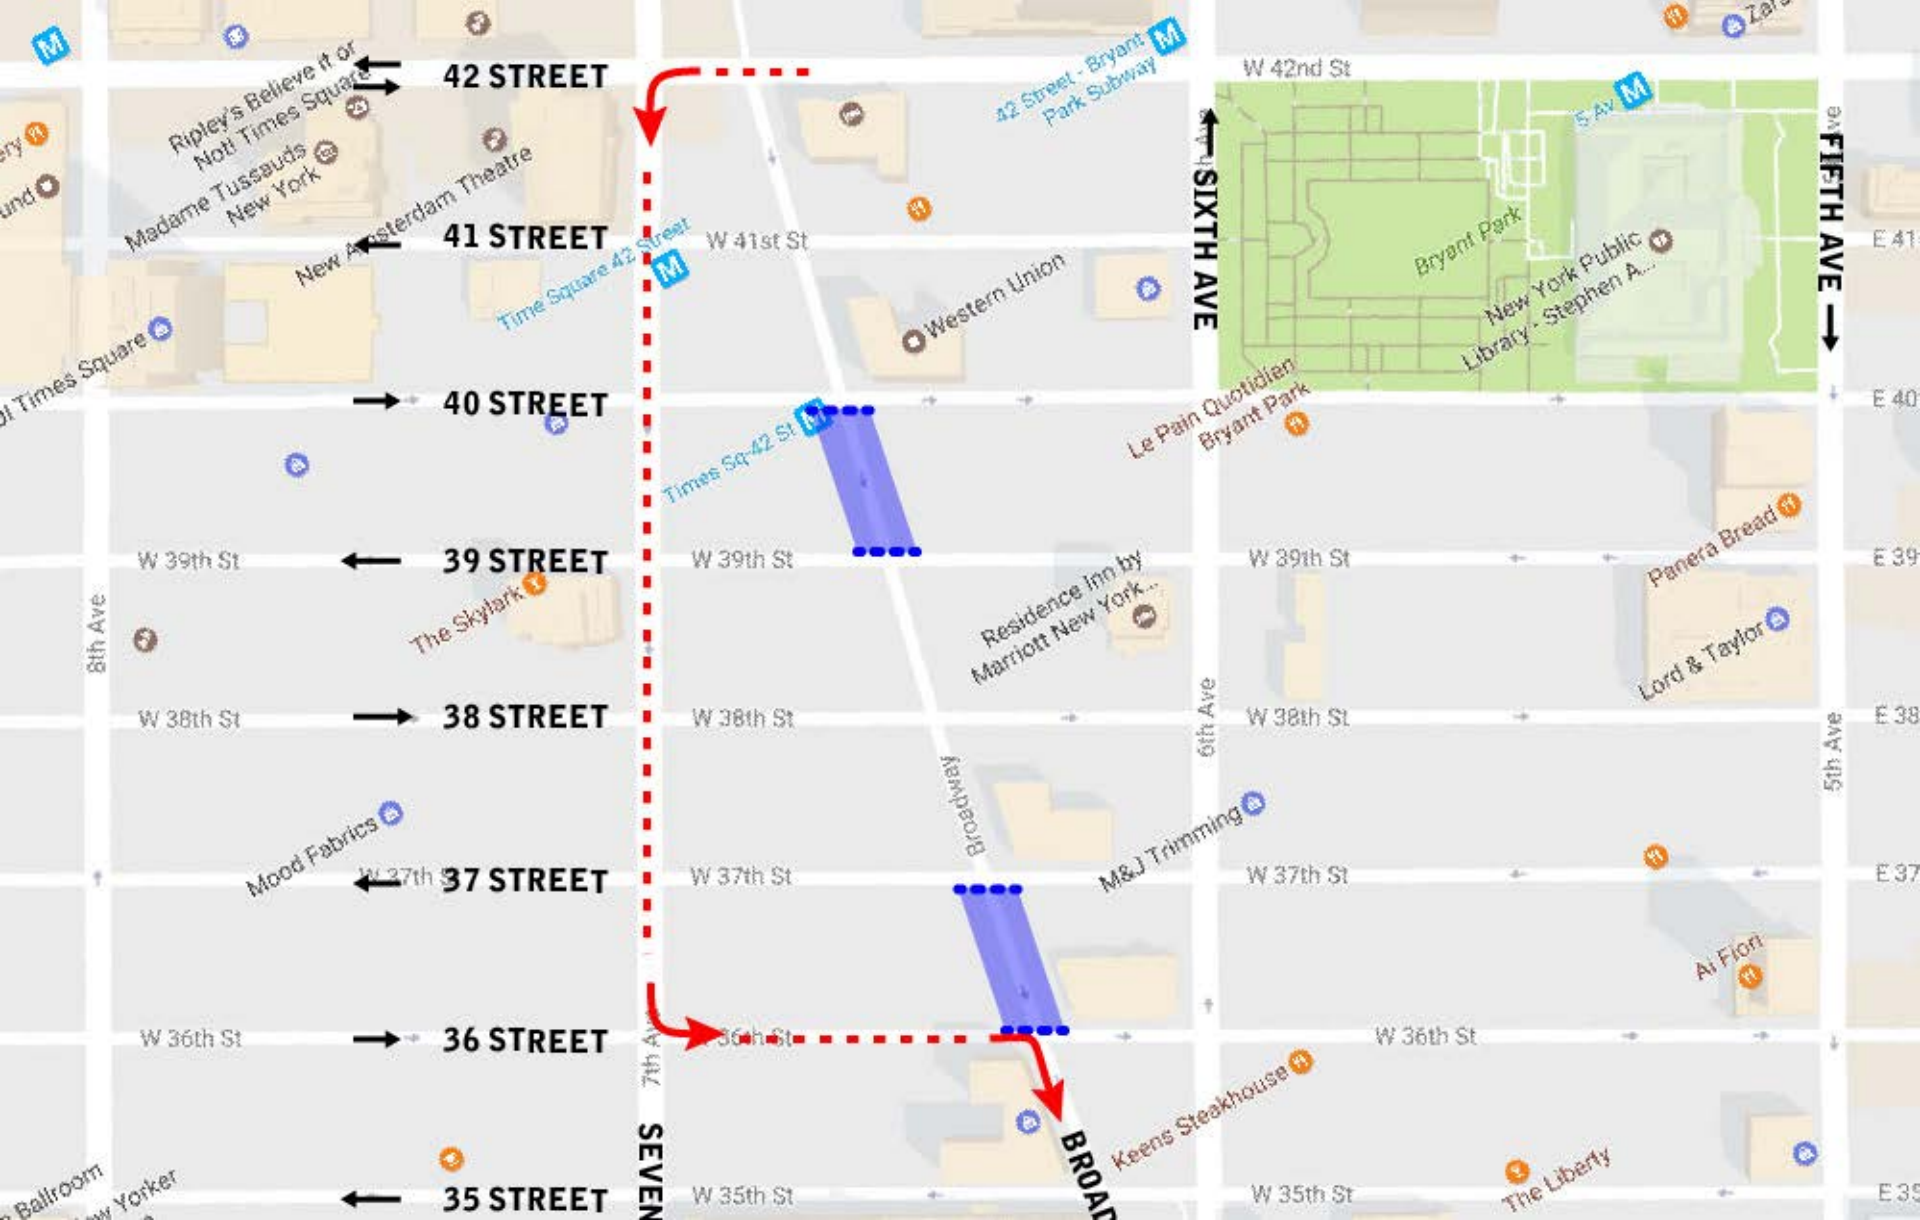 Zara
42 STREET
W 42nd St
Ripley's Believe it or
Not! Times Square
42 Street - Bryant
Park Subway
5 Av
Madame Tussauds
New York
New Amsterdam Theatre
41 STREET
W 41st St
Time Square 42 Street
SIXTH AVE
FIFTH AVE
Bryant Park
New York Public
Library - Stephen A...
E 41
Western Union
Times Square
40 STREET
E 40
Le Pain Quotidien
Bryant Park
Times Sq-42 St
Panera Bread
W 39th St
39 STREET
W 39th St
W 39th St
E 39
The Skylark
Residence Inn by
Marriott New York...
8th Ave
Lord & Taylor
W 38th St
38 STREET
W 38th St
6th Ave
W 38th St
5th Ave
E 38
Broadway
Mood Fabrics
M&J Trimming
W 37th S
37 STREET
W 37th St
W 37th St
E 37
Ai Fiori
W 36th St
36 STREET
36th St
W 36th St
7th Ave
Keens Steakhouse
SEVEN
BROAD
The Liberty
Ballroom
ew Yorker
35 STREET
W 35th St
W 35th St
E 35